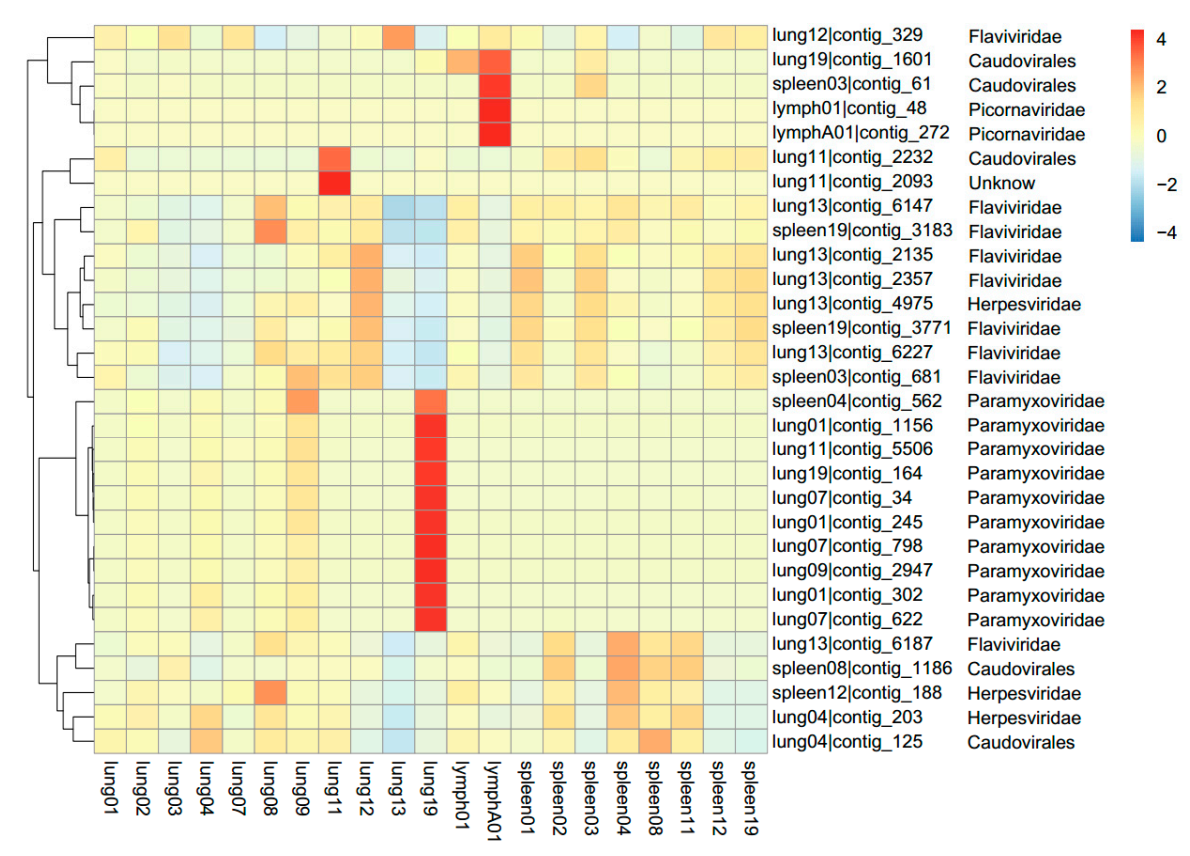 lung12|contig_329 Flaviviridae
lung19|contig_1601 Caudovirales
spleen03|contig_61 Caudovirales
lymph01|contig_48 Picornaviridae
lymphA01|contig_272 Picornaviridae
lung11|contig_2232 Caudovirales
lung11|contig_2093 Unknow
lung13|contig_6147 Flaviviridae
spleen19|contig_3183 Flaviviridae
lung13|contig_2135 Flaviviridae
lung13|contig_2357 Flaviviridae
lung13|contig_4975 Herpesviridae
spleen19|contig_3771 Flaviviridae
lung13|contig_6227 Flaviviridae
spleen03|contig_681 Flaviviridae
spleen04|contig_562 Paramyxoviridae
lung01|contig_1156 Paramyxoviridae
lung11|contig_5506 Paramyxoviridae
lung19|contig_164 Paramyxoviridae
lung07|contig_34 Paramyxoviridae
lung01|contig_245 Paramyxoviridae
lung07|contig_798 Paramyxoviridae
lung09|contig_2947 Paramyxoviridae
lung01|contig_302 Paramyxoviridae
lung07|contig_622 Paramyxoviridae
lung13|contig_6187 Flaviviridae
spleen08|contig_1186 Caudovirales
spleen12|contig_188 Herpesviridae
lung04|contig_203 Herpesviridae
lung04|contig_125 Caudovirales
4
2
0
−2
−4
lung01
lung02
lung03
lung04
lung07
lung08
lung09
lung11
lung12
lung13
lung19
lymph01
lymphA01
spleen01
spleen02
spleen03
spleen04
spleen08
spleen11
spleen12
spleen19